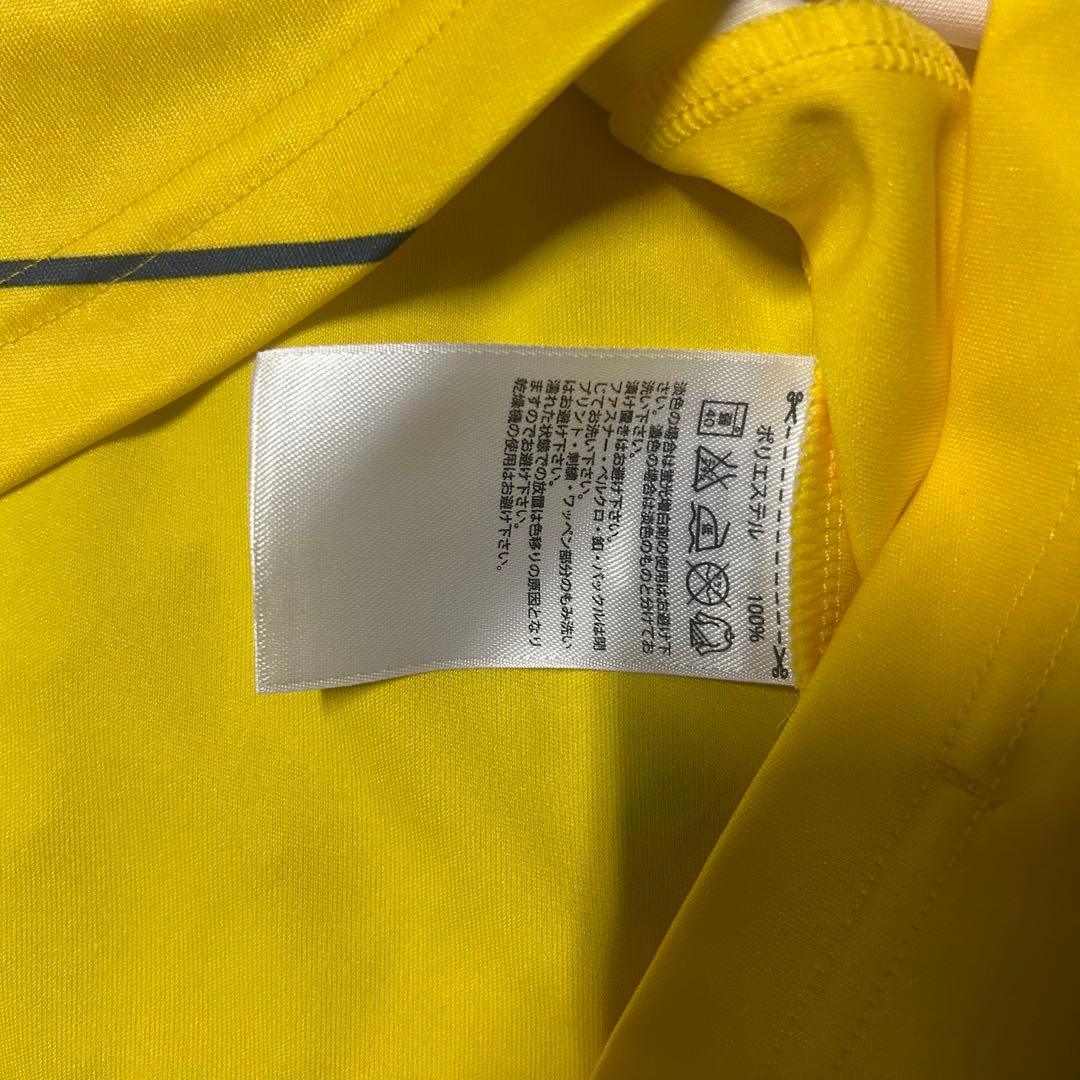 ポリエステル 100%
弱
40
淡色の場合は蛍光増白剤の使用はお避け下
さい。濃色の場合は淡色のものと分けてお
洗い下さい。
漬け置きはお避け下さい。
ファスナー・ベルクロ・釦・バックルは閉
じてお洗い下さい。
プリント・刺繍・ワッペン部分のもみ洗い
はお避け下さい。
濡れた状態での放置は色移りの原因となり
ますのでお避け下さい。
乾燥機の使用はお避け下さい。